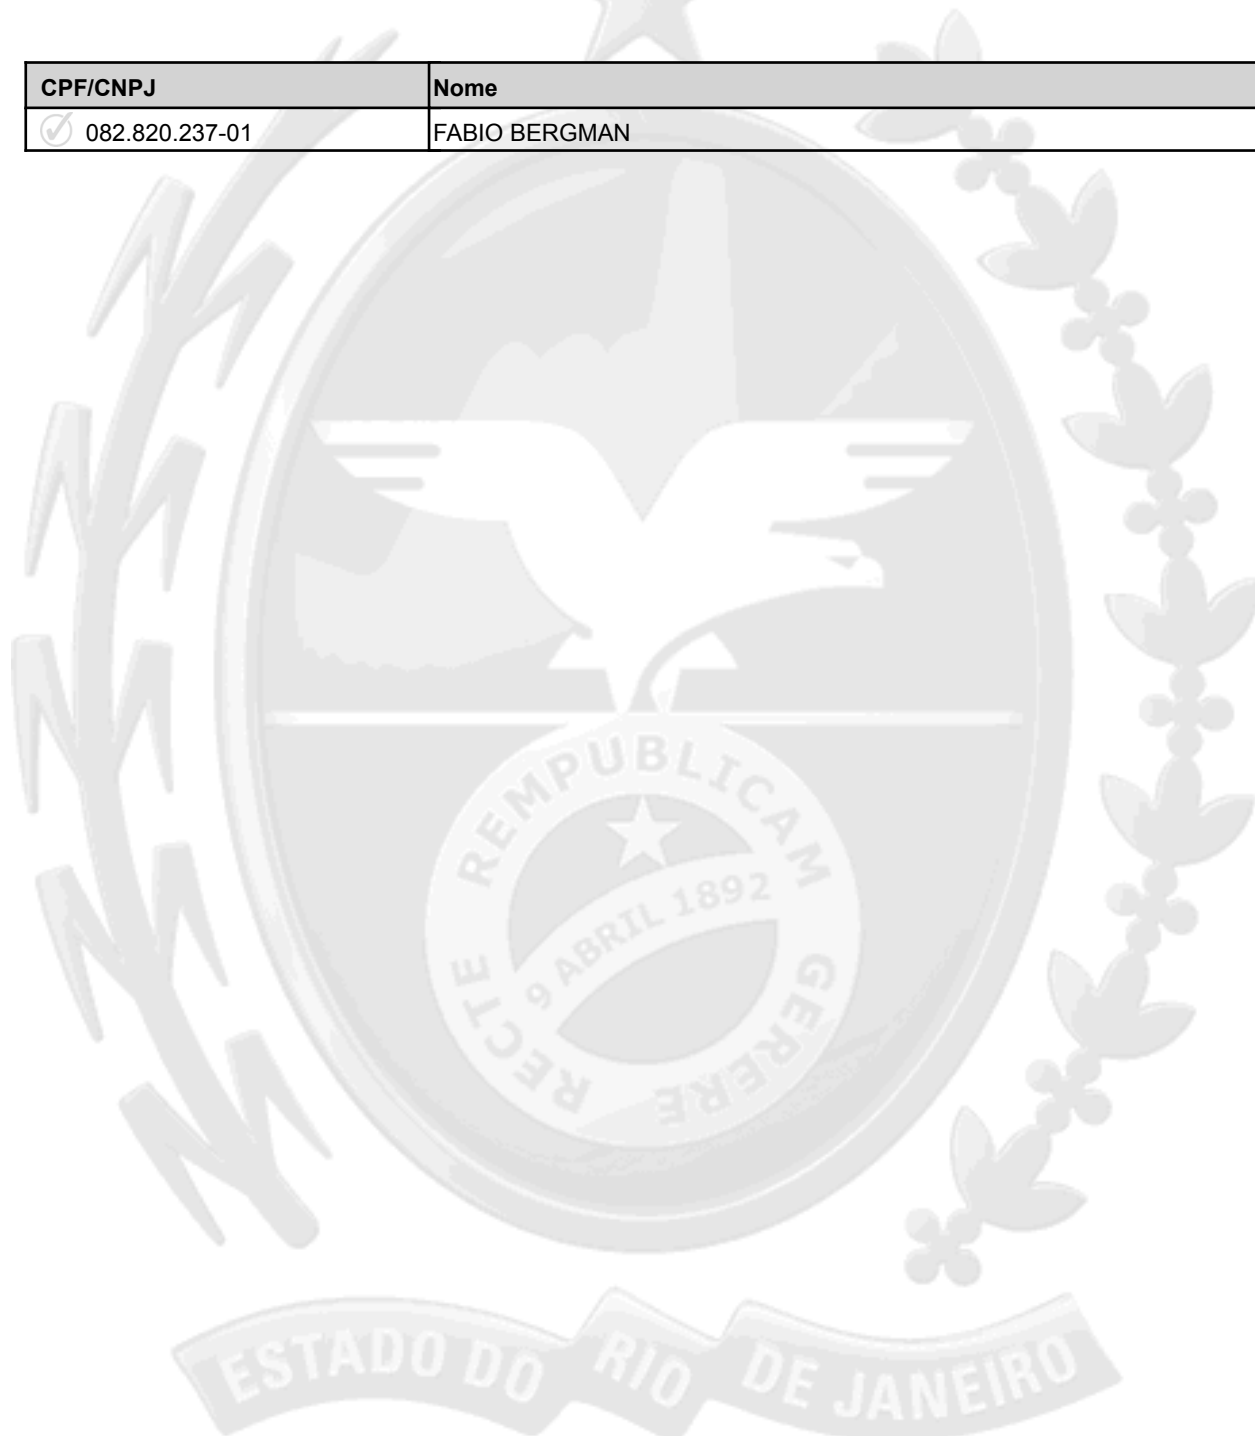 CPF/CNPJ Nome
082.820.237-01 FABIO BERGMAN
RECTE REMPUBLICAM GERERE
9 ABRIL 1892
ESTADO DO RIO DE JANEIRO